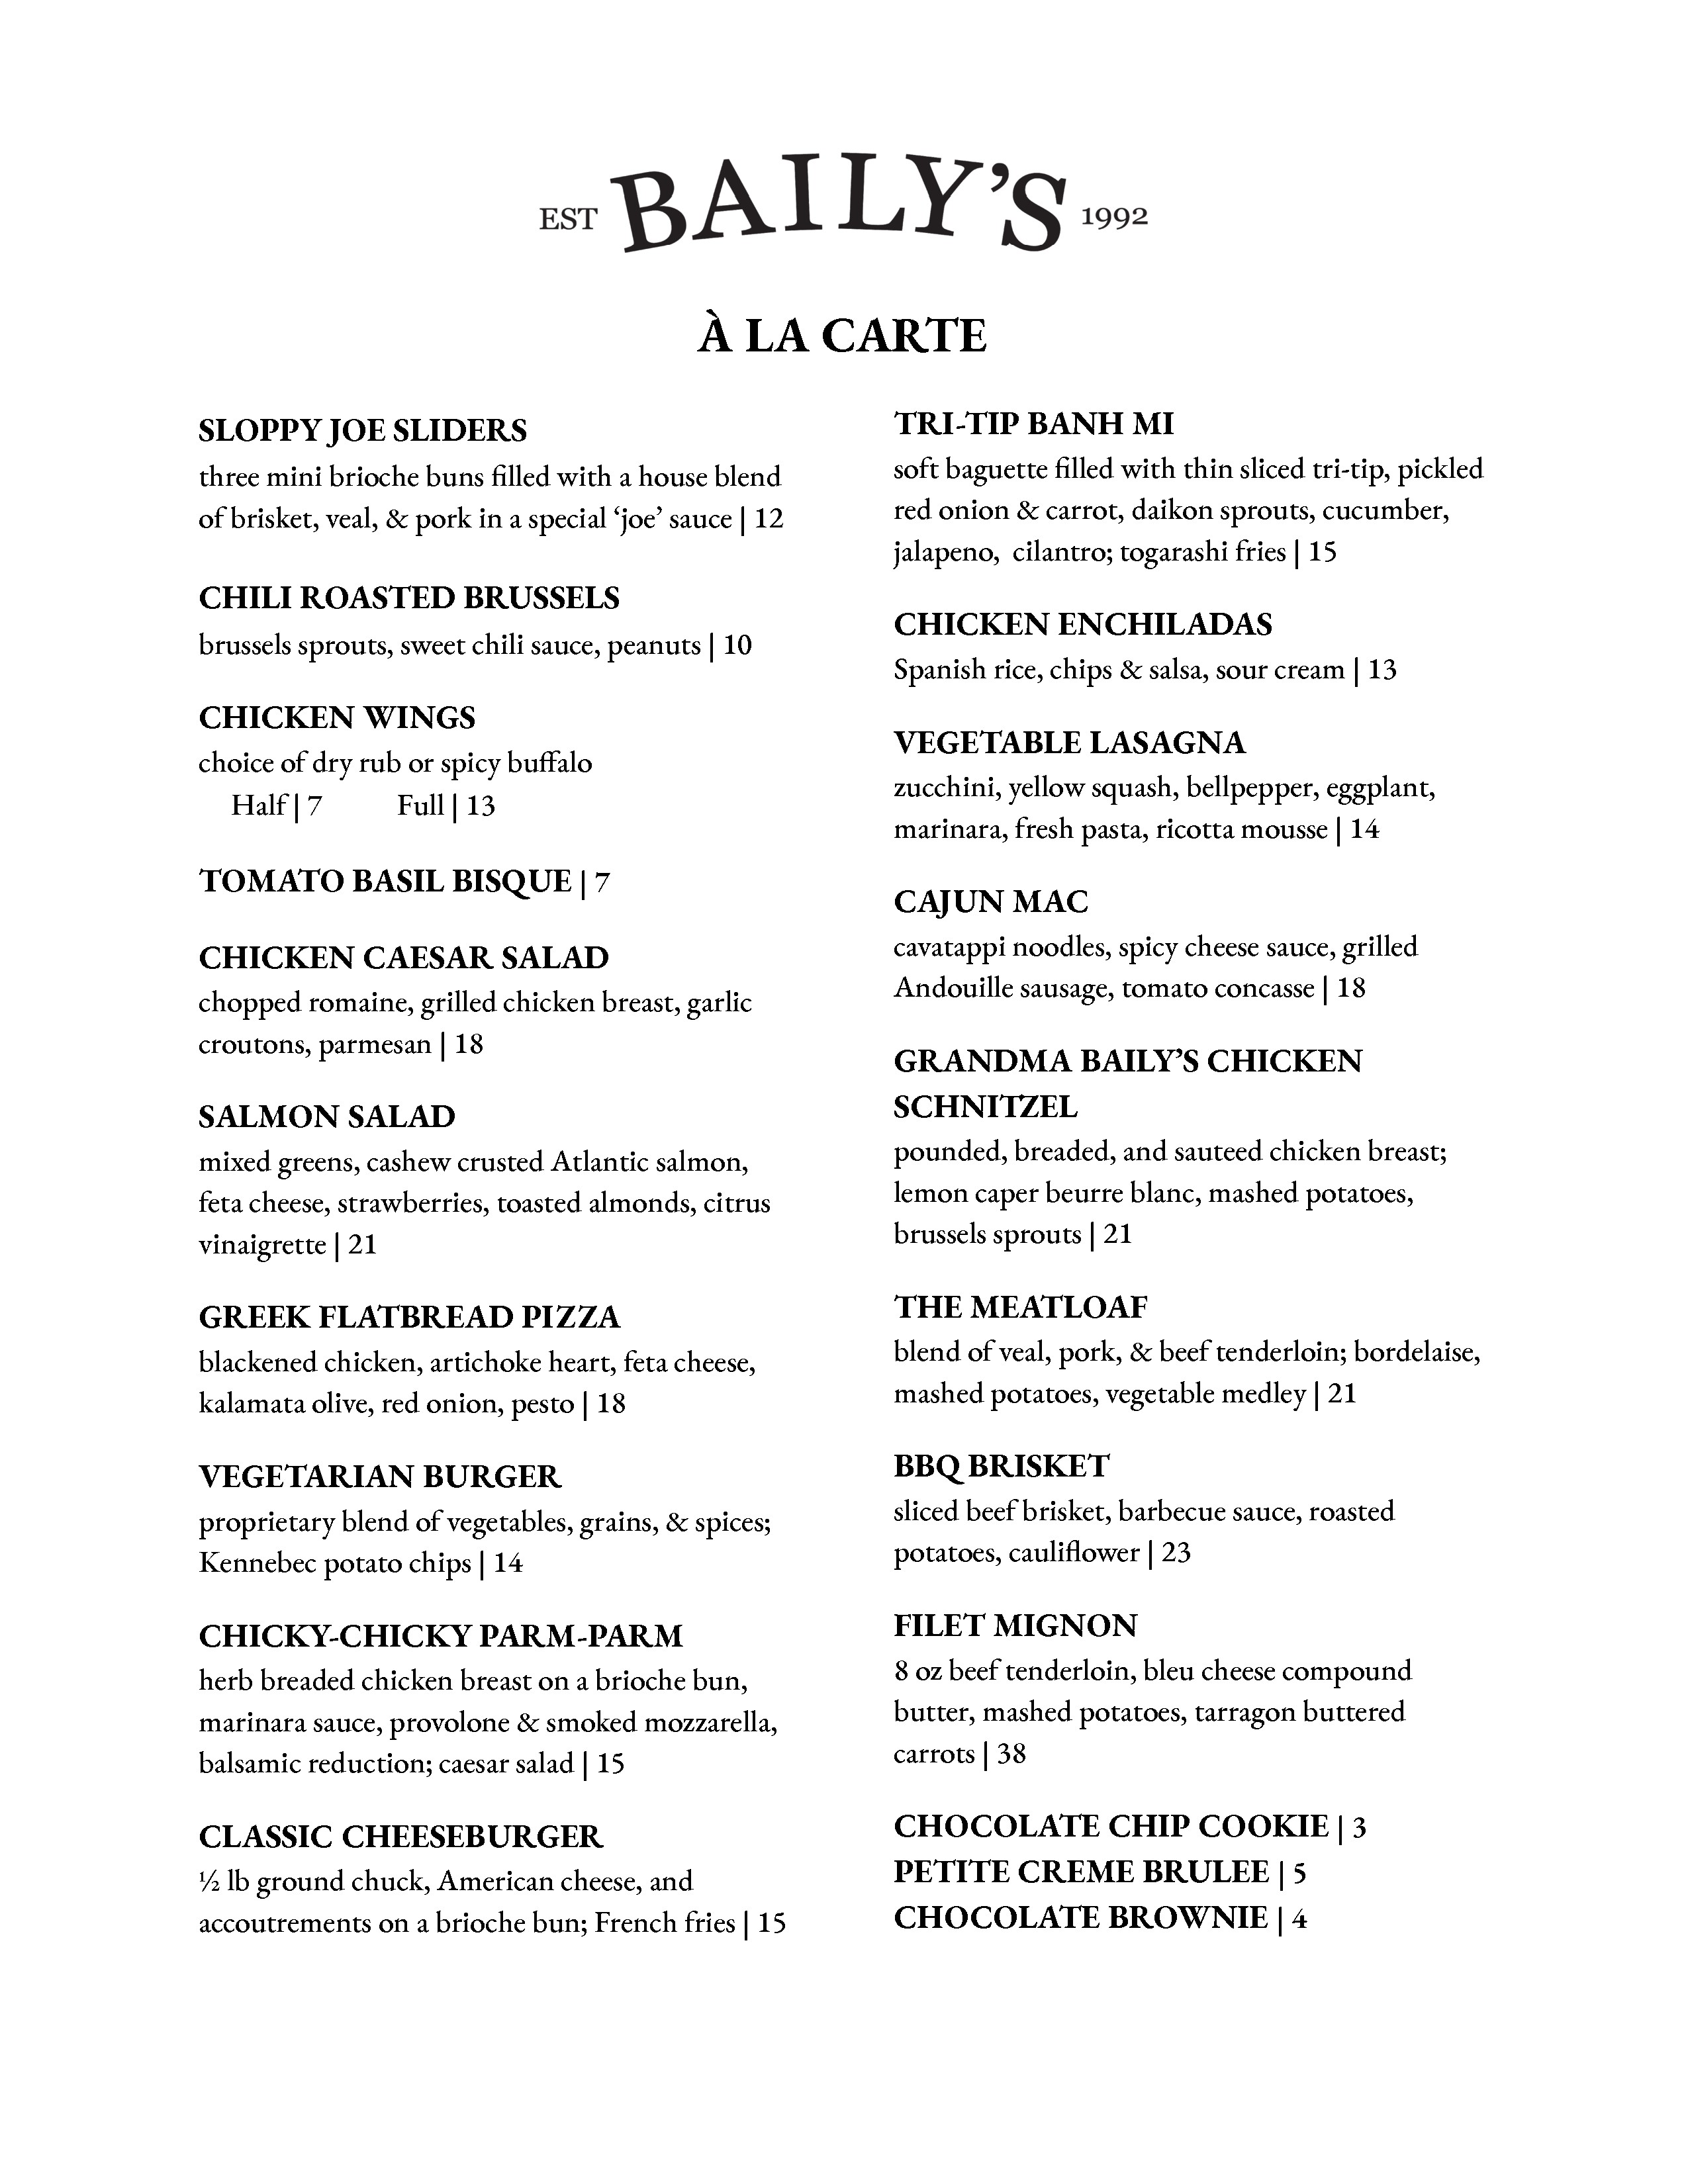 EST BAILY'S 1992
À LA CARTE
SLOPPY JOE SLIDERS
three mini brioche buns filled with a house blend
of brisket, veal, & pork in a special ‘joe’ sauce | 12
CHILI ROASTED BRUSSELS
brussels sprouts, sweet chili sauce, peanuts | 10
CHICKEN WINGS
choice of dry rub or spicy buffalo
Half | 7 Full | 13
TOMATO BASIL BISQUE | 7
CHICKEN CAESAR SALAD
chopped romaine, grilled chicken breast, garlic
croutons, parmesan | 18
SALMON SALAD
mixed greens, cashew crusted Atlantic salmon,
feta cheese, strawberries, toasted almonds, citrus
vinaigrette | 21
GREEK FLATBREAD PIZZA
blackened chicken, artichoke heart, feta cheese,
kalamata olive, red onion, pesto | 18
VEGETARIAN BURGER
proprietary blend of vegetables, grains, & spices;
Kennebec potato chips | 14
CHICKY-CHICKY PARM-PARM
herb breaded chicken breast on a brioche bun,
marinara sauce, provolone & smoked mozzarella,
balsamic reduction; caesar salad | 15
CLASSIC CHEESEBURGER
½ lb ground chuck, American cheese, and
accoutrements on a brioche bun; French fries | 15
TRI-TIP BANH MI
soft baguette filled with thin sliced tri-tip, pickled
red onion & carrot, daikon sprouts, cucumber,
jalapeno, cilantro; togarashi fries | 15
CHICKEN ENCHILADAS
Spanish rice, chips & salsa, sour cream | 13
VEGETABLE LASAGNA
zucchini, yellow squash, bellpepper, eggplant,
marinara, fresh pasta, ricotta mousse | 14
CAJUN MAC
cavatappi noodles, spicy cheese sauce, grilled
Andouille sausage, tomato concasse | 18
GRANDMA BAILY’S CHICKEN
SCHNITZEL
pounded, breaded, and sauteed chicken breast;
lemon caper beurre blanc, mashed potatoes,
brussels sprouts | 21
THE MEATLOAF
blend of veal, pork, & beef tenderloin; bordelaise,
mashed potatoes, vegetable medley | 21
BBQ BRISKET
sliced beef brisket, barbecue sauce, roasted
potatoes, cauliflower | 23
FILET MIGNON
8 oz beef tenderloin, bleu cheese compound
butter, mashed potatoes, tarragon buttered
carrots | 38
CHOCOLATE CHIP COOKIE | 3
PETITE CREME BRULEE | 5
CHOCOLATE BROWNIE | 4